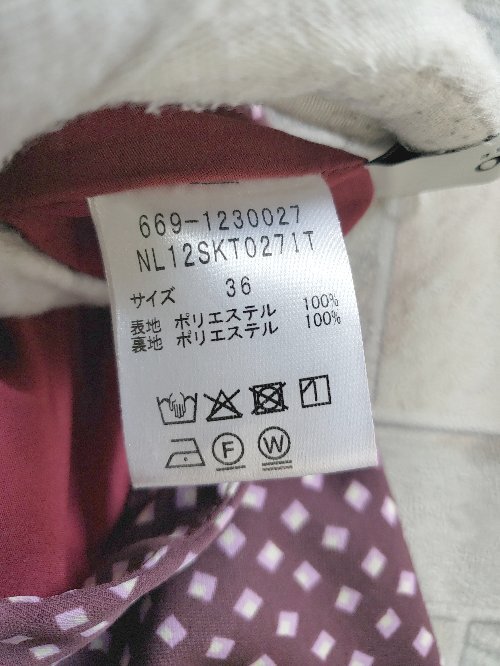 669-1230027
NL12SKT0271T
サイズ 36
表地 ポリエステル 100%
裏地 ポリエステル 100%
F W